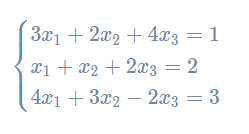 3x₁ + 2x₂ + 4x₃ = 1
x₁ + x₂ + 2x₃ = 2
4x₁ + 3x₂ − 2x₃ = 3